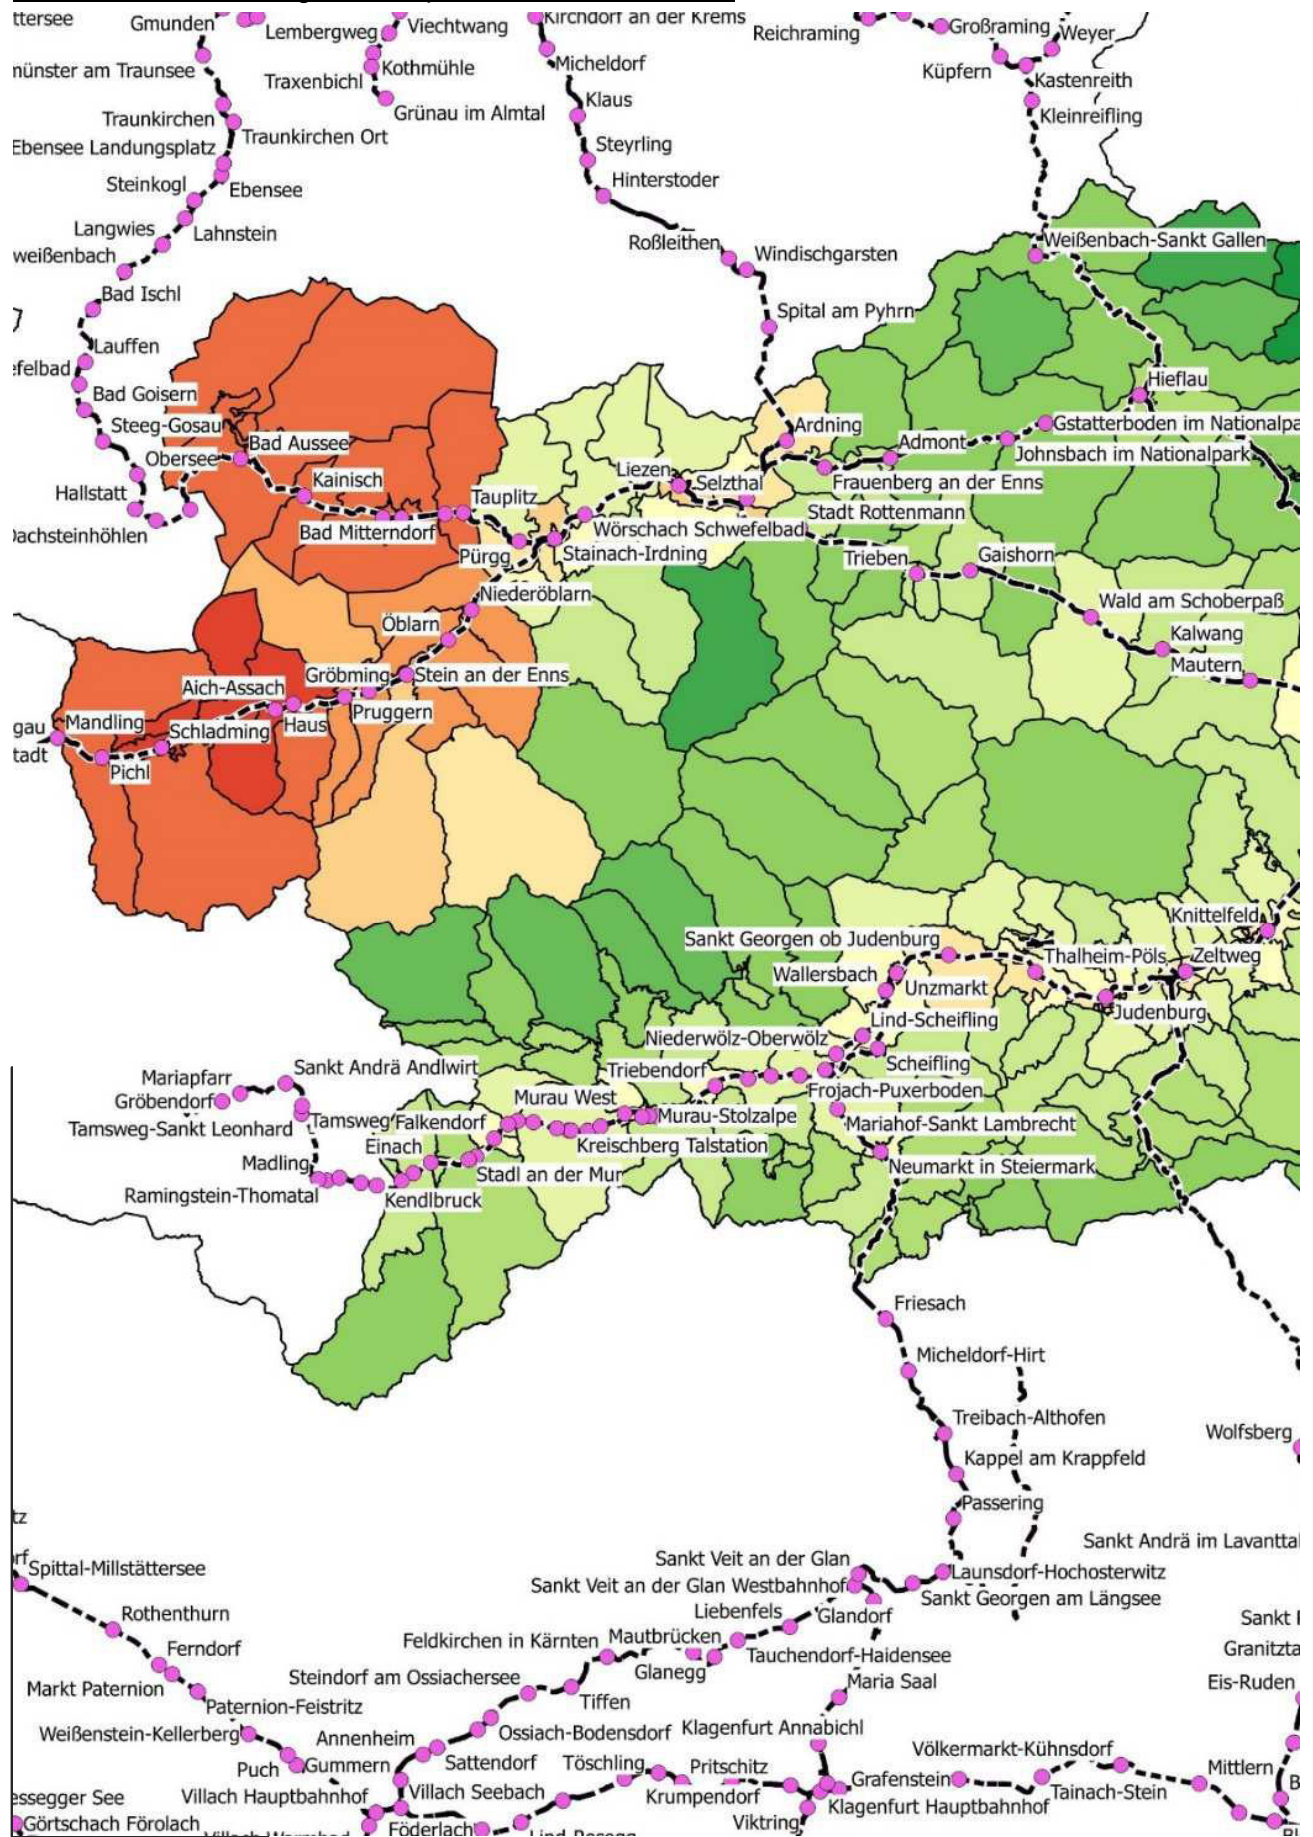 Gmunden
Lembergweg
Viechtwang
Kirchdorf an der Krems
Reichraming
Großraming
Weyer
Traxenbichl
Kothmühle
Micheldorf
Küpfern
Kastenreith
Grünau im Almtal
Klaus
Kleinreifling
Traunkirchen
Traunkirchen Ort
Ebensee Landungsplatz
Steyrling
Steinkogl
Ebensee
Hinterstoder
Langwies
Lahnstein
Roßleithen
Windischgarsten
Weißenbach-Sankt Gallen
Bad Ischl
Spital am Pyhrn
Lauffen
Bad Goisern
Hieflau
Steeg-Gosau
Bad Aussee
Ardning
Admont
Gstatterboden im Nationalpa
Johnsbach im Nationalpark
Obersee
Kainisch
Liezen
Selzthal
Frauenberg an der Enns
Hallstatt
Tauplitz
Stadt Rottenmann
Dachsteinhöhlen
Bad Mitterndorf
Wörschach Schwefelbad
Pürgg
Stainach-Irdning
Trieben
Gaishorn
Niederöblarn
Wald am Schoberpaß
Öblarn
Kalwang
Gröbming
Stein an der Enns
Mautern
Aich-Assach
Haus
Pruggern
gau
Mandling
Schladming
tadt
Pichl
Knittelfeld
Sankt Georgen ob Judenburg
Thalheim-Pöls
Zeltweg
Wallersbach
Unzmarkt
Judenburg
Lind-Scheifling
Niederwölz-Oberwölz
Scheifling
Mariapfarr
Sankt Andrä Andlwirt
Triebendorf
Gröbendorf
Murau West
Frojach-Puxerboden
Tamsweg-Sankt Leonhard
Tamsweg
Falkendorf
Murau-Stolzalpe
Mariahof-Sankt Lambrecht
Einach
Kreischberg Talstation
Madling
Stadl an der Mur
Neumarkt in Steiermark
Ramingstein-Thomatal
Kendlbruck
Friesach
Micheldorf-Hirt
Treibach-Althofen
Wolfsberg
Kappel am Krappfeld
Passering
tz
Sankt Andrä im Lavanttal
Spittal-Millstättersee
Sankt Veit an der Glan
Launsdorf-Hochosterwitz
Sankt Veit an der Glan Westbahnhof
Sankt Georgen am Längsee
Rothenthurn
Liebenfels
Glandorf
Ferndorf
Feldkirchen in Kärnten
Mautbrücken
Tauchendorf-Haidensee
Granitzta
Glanegg
Markt Paternion
Steindorf am Ossiachersee
Maria Saal
Eis-Ruden
Paternion-Feistritz
Tiffen
Weißenstein-Kellerberg
Annenheim
Ossiach-Bodensdorf
Klagenfurt Annabichl
Puch
Gummern
Sattendorf
Töschling
Pritschitz
Völkermarkt-Kühnsdorf
Mittlern
Villach Hauptbahnhof
Villach Seebach
Krumpendorf
Grafenstein
Tainach-Stein
Klagenfurt Hauptbahnhof
essegger See
Görtschach Förolach
Föderlach
Viktring